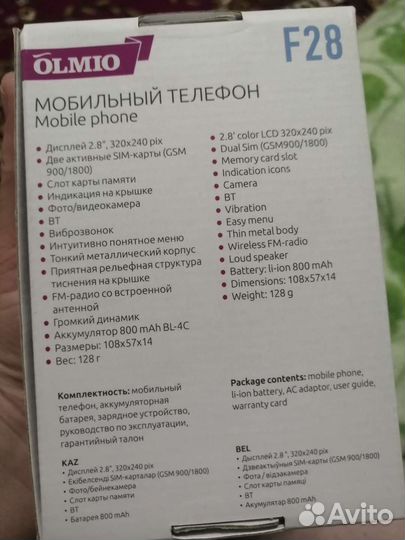 OLMIO
F28
МОБИЛЬНЫЙ ТЕЛЕФОН
Mobile phone
• Дисплей 2.8", 320x240 pix
• Две активные SIM-карты (GSM
900/1800)
• Слот карты памяти
• Индикация на крышке
• Фото/видеокамера
• BT
• Виброзвонок
• Интуитивно понятное меню
• Тонкий металлический корпус
• Приятная рельефная структура
тиснения на крышке
• FM-радио со встроенной
антенной
• Громкий динамик
• Аккумулятор 800 mAh BL-4C
• Размеры: 108x57x14
• Вес: 128 г
• 2.8' color LCD 320x240 pix
• Dual Sim (GSM900/1800)
• Memory card slot
• Indication icons
• Camera
• BT
• Vibration
• Easy menu
• Thin metal body
• Wireless FM-radio
• Loud speaker
• Battery: li-ion 800 mAh
• Dimensions: 108x57x14
• Weight: 128 g
Комплектность: мобильный
телефон, аккумуляторная
батарея, зарядное устройство,
руководство по эксплуатации,
гарантийный талон
Package contents: mobile phone,
li-ion battery, AC adaptor, user guide,
warranty card
KAZ
• Дисплей 2.8", 320x240 pix
• Екібелсенді SIM-карталар (GSM 900/1800)
• Фото/бейнекамера
• Слот карты памяти
• BT
• Батарея 800 mAh
BEL
• Дысплей 2.8", 320x240 pix
• Дзвеактыўныя SIM-карты (GSM 900/1800)
• Фота / відэакамера
• Слот карты памяці
• BT
• Акумулятар 800 mAh
Avito